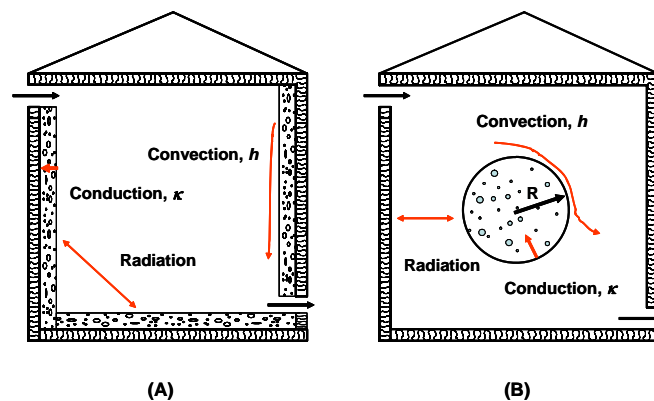 Convection, h
Conduction, κ
Radiation
(A)
Convection, h
R
Radiation
Conduction, κ
(B)